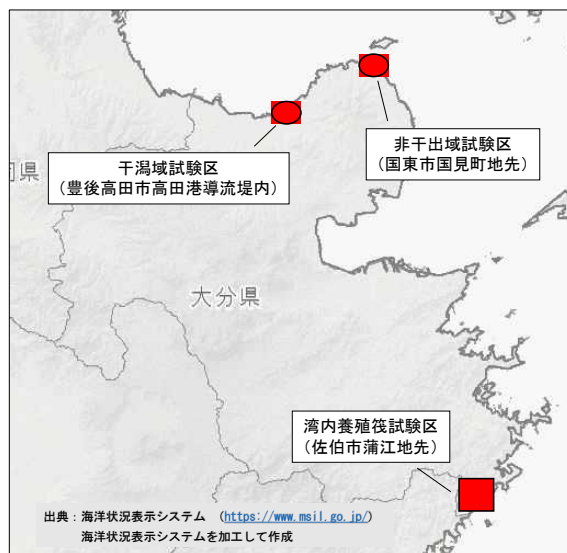 非干出域試験区
(国東市国見町地先)
干潟域試験区
(豊後高田市高田港導流堤内)
岡県
大分県
湾内養殖筏試験区
(佐伯市蒲江地先)
出典:海洋状況表示システム (https://www.msil.go.jp/)
海洋状況表示システムを加工して作成